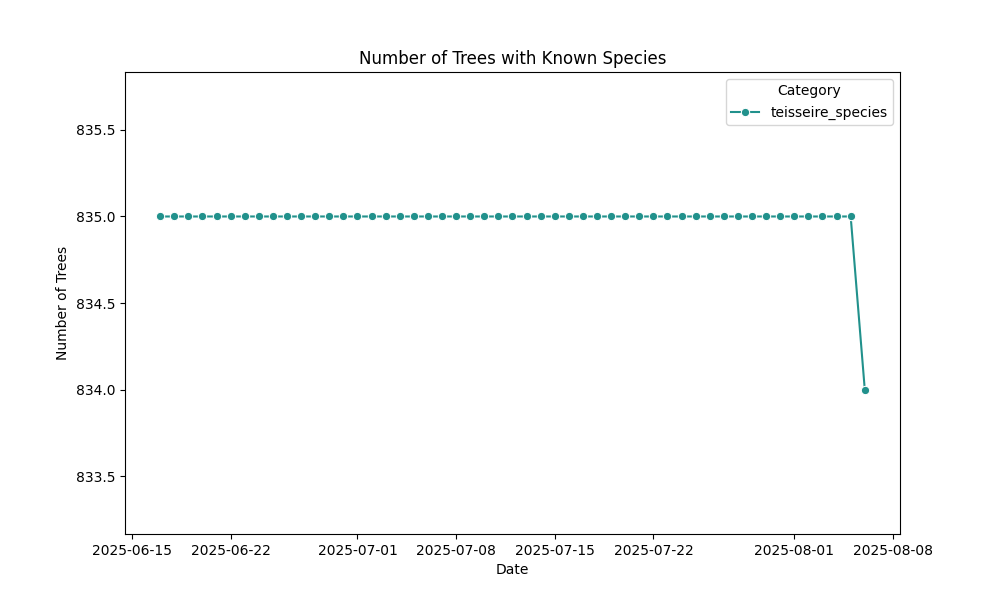 Number of Trees with Known Species
Category
teisseire_species
835.5
835.0
834.5
834.0
833.5
Number of Trees
2025-06-15
2025-06-22
2025-07-01
2025-07-08
2025-07-15
2025-07-22
2025-08-01
2025-08-08
Date